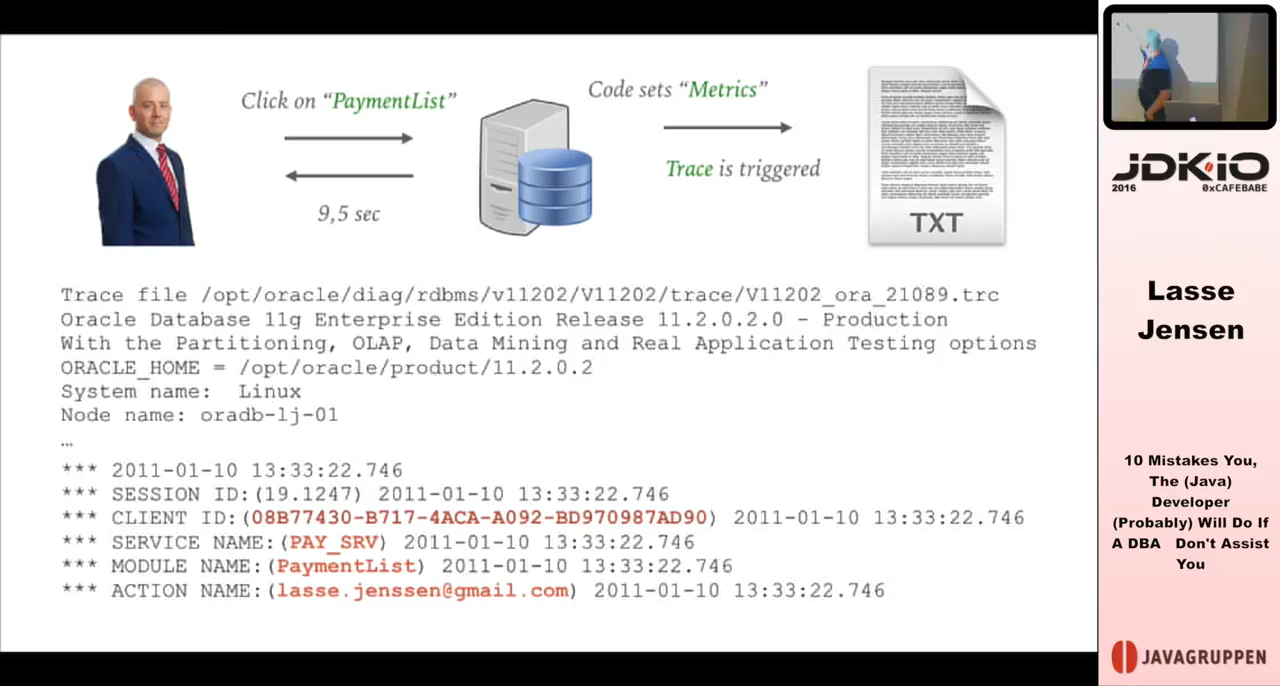 Click on “PaymentList”
9,5 sec
Code sets “Metrics”
Trace is triggered
TXT
Trace file /opt/oracle/diag/rdbms/v11202/V11202/trace/V11202_ora_21089.trc
Oracle Database 11g Enterprise Edition Release 11.2.0.2.0 - Production
With the Partitioning, OLAP, Data Mining and Real Application Testing options
ORACLE_HOME = /opt/oracle/product/11.2.0.2
System name: Linux
Node name: oradb-lj-01
…
*** 2011-01-10 13:33:22.746
*** SESSION ID:(19.1247) 2011-01-10 13:33:22.746
*** CLIENT ID:(08B77430-B717-4ACA-A092-BD970987AD90) 2011-01-10 13:33:22.746
*** SERVICE NAME:(PAY_SRV) 2011-01-10 13:33:22.746
*** MODULE NAME:(PaymentList) 2011-01-10 13:33:22.746
*** ACTION NAME:(lasse.jenssen@gmail.com) 2011-01-10 13:33:22.746
JDK.IO
2016 0xCAFEBABE
Lasse
Jensen
10 Mistakes You,
The (Java)
Developer
(Probably) Will Do If
A DBA Don't Assist
You
JAVAGRUPPEN